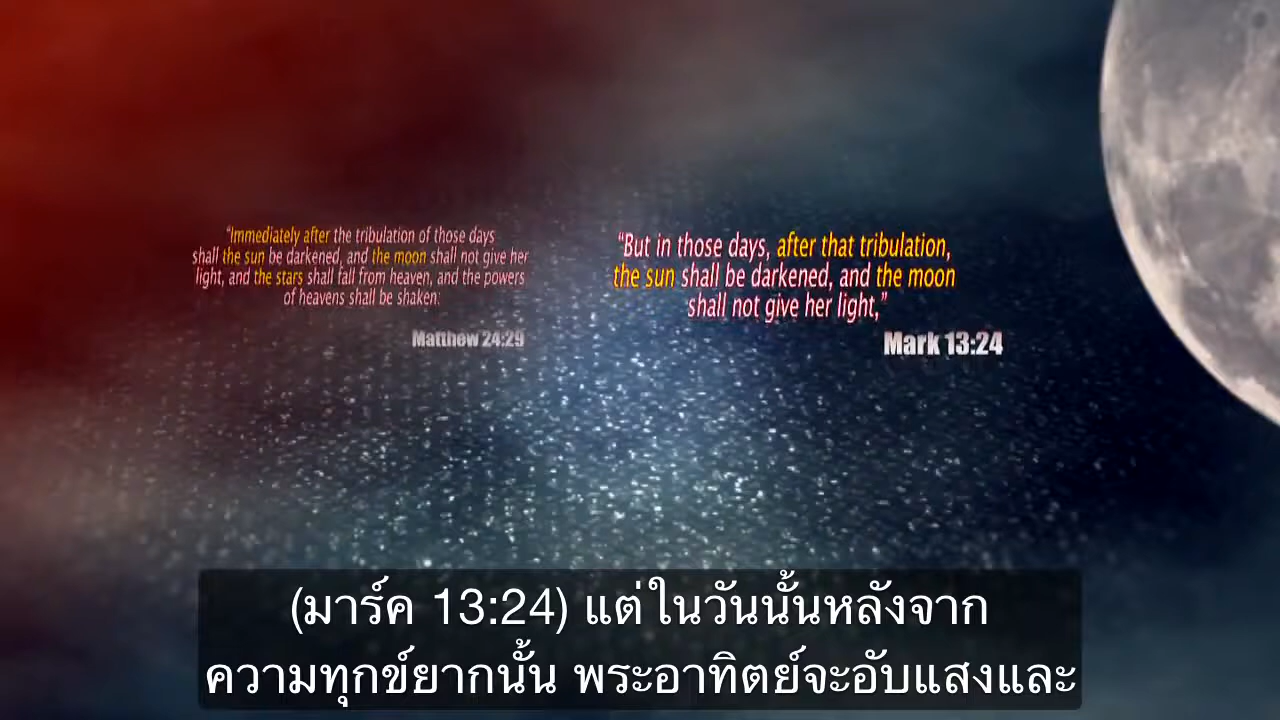 "Immediately after the tribulation of those days
shall the sun be darkened, and the moon shall not give her
light, and the stars shall fall from heaven, and the powers
of heavens shall be shaken:
Matthew 24:29
"But in those days, after that tribulation,
the sun shall be darkened, and the moon
shall not give her light,"
Mark 13:24
(มาร์ค 13:24) แต่ในวันนั้นหลังจาก
ความทุกข์ยากนั้น พระอาทิตย์จะอับแสงและ